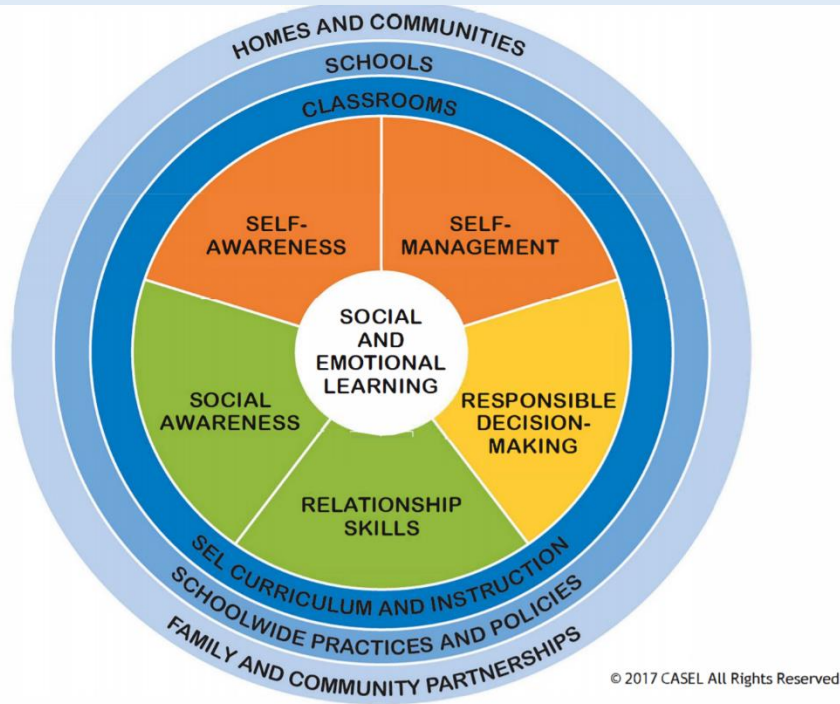 HOMES AND COMMUNITIES
SCHOOLS
CLASSROOMS
SELF-
AWARENESS
SELF-
MANAGEMENT
SOCIAL
AND
EMOTIONAL
LEARNING
SOCIAL
AWARENESS
RESPONSIBLE
DECISION-
MAKING
RELATIONSHIP
SKILLS
SEL CURRICULUM AND INSTRUCTION
SCHOOLWIDE PRACTICES AND POLICIES
FAMILY AND COMMUNITY PARTNERSHIPS
© 2017 CASEL All Rights Reserved